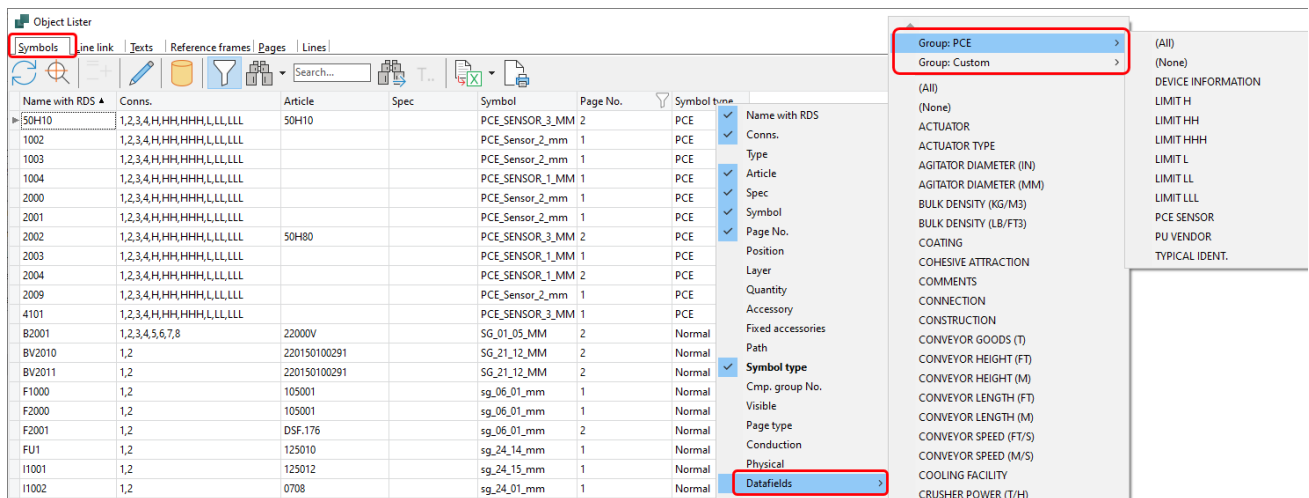 Object Lister
Symbols Line link Texts Reference frames Pages Lines
Search... T..
Name with RDS Conns. Article Spec Symbol Page No. Symbol type
50H10 1,2,3,4,H,HH,HHH,L,LL,LLL 50H10 PCE_SENSOR_3_MM 2 PCE
1002 1,2,3,4,H,HH,HHH,L,LL,LLL PCE_Sensor_2_mm 1 PCE
1003 1,2,3,4,H,HH,HHH,L,LL,LLL PCE_Sensor_2_mm 1 PCE
1004 1,2,3,4,H,HH,HHH,L,LL,LLL PCE_SENSOR_1_MM 1 PCE
2000 1,2,3,4,H,HH,HHH,L,LL,LLL PCE_Sensor_2_mm 1 PCE
2001 1,2,3,4,H,HH,HHH,L,LL,LLL PCE_Sensor_2_mm 1 PCE
2002 1,2,3,4,H,HH,HHH,L,LL,LLL 50H80 PCE_SENSOR_3_MM 2 PCE
2003 1,2,3,4,H,HH,HHH,L,LL,LLL PCE_SENSOR_1_MM 1 PCE
2004 1,2,3,4,H,HH,HHH,L,LL,LLL PCE_SENSOR_1_MM 2 PCE
2009 1,2,3,4,H,HH,HHH,L,LL,LLL PCE_Sensor_2_mm 1 PCE
4101 1,2,3,4,H,HH,HHH,L,LL,LLL PCE_SENSOR_3_MM 1 PCE
B2001 1,2,3,4,5,6,7,8 22000V SG_01_05_MM 2 Normal
BV2010 1,2 220150100291 SG_21_12_MM 2 Normal
BV2011 1,2 220150100291 SG_21_12_MM 2 Normal
F1000 1,2 105001 sg_06_01_mm 1 Normal
F2000 1,2 105001 sg_06_01_mm 1 Normal
F2001 1,2 DSF.176 sg_06_01_mm 2 Normal
FU1 1,2 125010 sg_24_14_mm 1 Normal
I1001 1,2 125012 sg_24_15_mm 1 Normal
I1002 1,2 0708 sg_24_01_mm 1 Normal
Name with RDS
Conns.
Type
Article
Spec
Symbol
Page No.
Position
Layer
Quantity
Accessory
Fixed accessories
Path
Symbol type
Cmp. group No.
Visible
Page type
Conduction
Physical
Datafields
Group: PCE
Group: Custom
(All)
(None)
ACTUATOR
ACTUATOR TYPE
AGITATOR DIAMETER (IN)
AGITATOR DIAMETER (MM)
BULK DENSITY (KG/M3)
BULK DENSITY (LB/FT3)
COATING
COHESIVE ATTRACTION
COMMENTS
CONNECTION
CONSTRUCTION
CONVEYOR GOODS (T)
CONVEYOR HEIGHT (FT)
CONVEYOR HEIGHT (M)
CONVEYOR LENGTH (FT)
CONVEYOR LENGTH (M)
CONVEYOR SPEED (FT/S)
CONVEYOR SPEED (M/S)
COOLING FACILITY
CRUSHER POWER (T/H)
(All)
(None)
DEVICE INFORMATION
LIMIT H
LIMIT HH
LIMIT HHH
LIMIT L
LIMIT LL
LIMIT LLL
PCE SENSOR
PU VENDOR
TYPICAL IDENT.